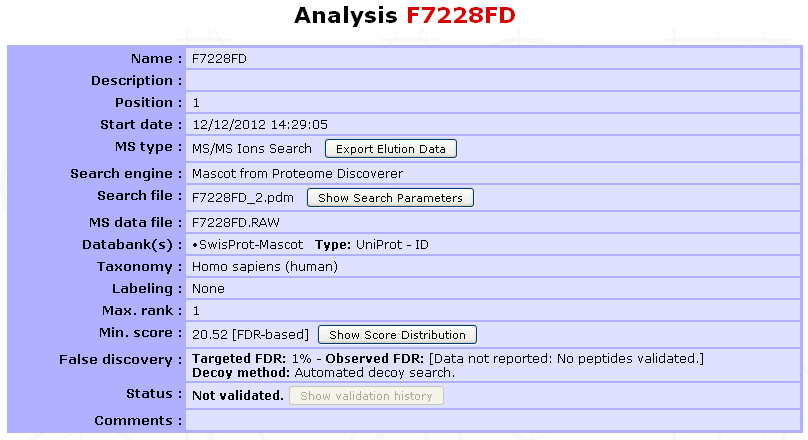 Analysis F7228FD
Name : F7228FD
Description :
Position : 1
Start date : 12/12/2012 14:29:05
MS type : MS/MS Ions Search Export Elution Data
Search engine : Mascot from Proteome Discoverer
Search file : F7228FD_2.pdm Show Search Parameters
MS data file : F7228FD.RAW
Databank(s) : •SwisProt-Mascot Type: UniProt - ID
Taxonomy : Homo sapiens (human)
Labeling : None
Max. rank : 1
Min. score : 20.52 [FDR-based] Show Score Distribution
False discovery : Targeted FDR: 1% - Observed FDR: [Data not reported: No peptides validated.]
Decoy method: Automated decoy search.
Status : Not validated. Show validation history
Comments :